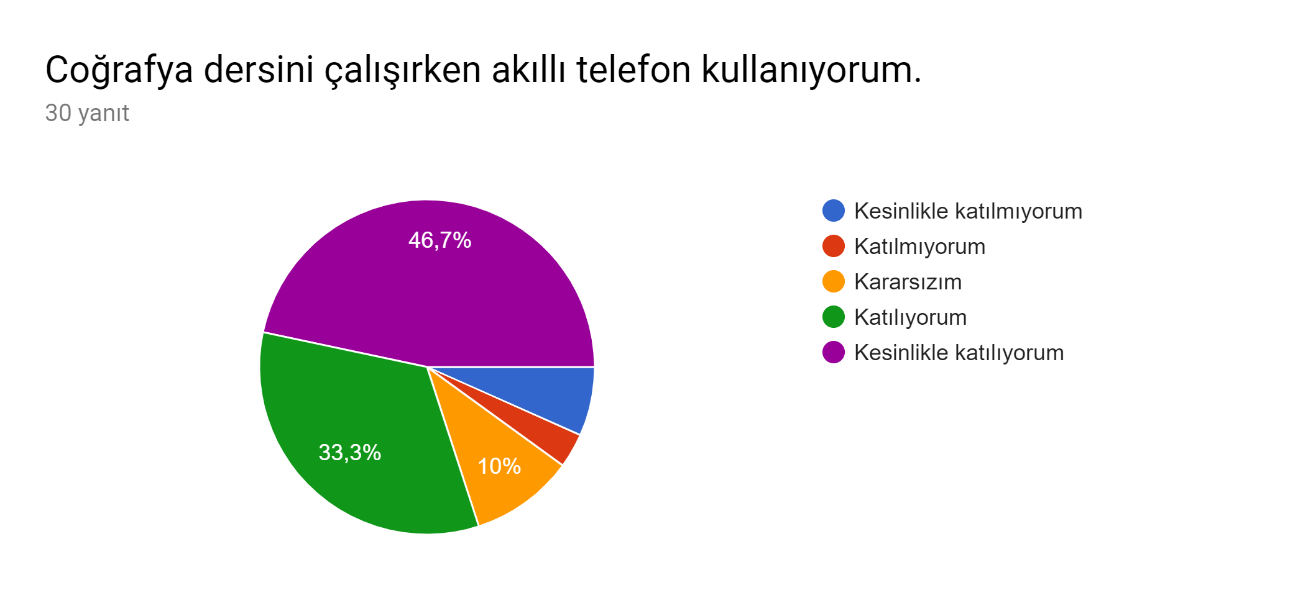 Coğrafya dersini çalışırken akıllı telefon kullanıyorum.
30 yanıt
46,7%
33,3%
10%
Kesinlikle katılmıyorum
Katılmıyorum
Kararsızım
Katılıyorum
Kesinlikle katılıyorum